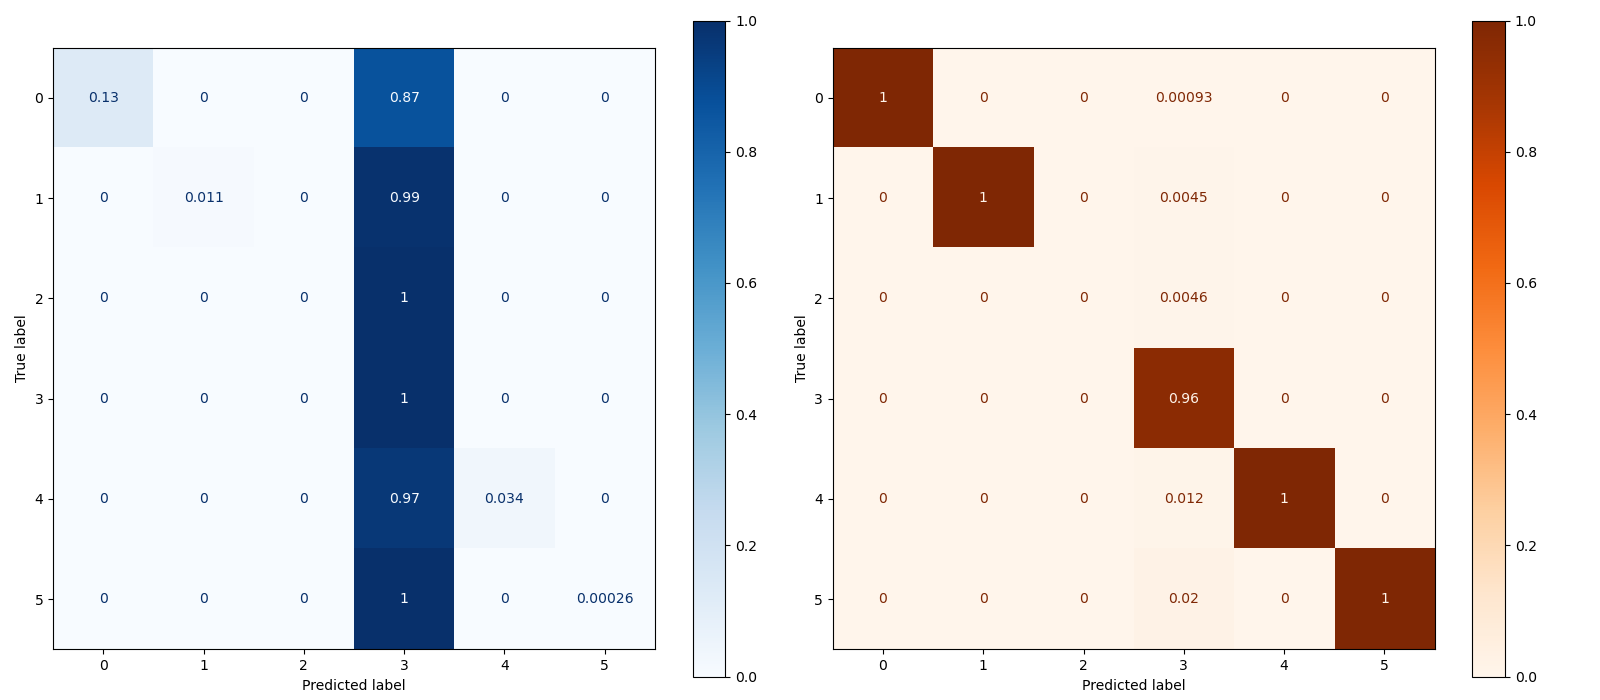 0 0.13 0 0 0.87 0 0
1 0 0.011 0 0.99 0 0
2 0 0 0 1 0 0
3 0 0 0 1 0 0
4 0 0 0 0.97 0.034 0
5 0 0 0 1 0 0.00026
0 1 2 3 4 5
True label
Predicted label
1.0
0.8
0.6
0.4
0.2
0.0
0 1 0 0 0.00093 0 0
1 0 1 0 0.0045 0 0
2 0 0 0 0.0046 0 0
3 0 0 0 0.96 0 0
4 0 0 0 0.012 1 0
5 0 0 0 0.02 0 1
0 1 2 3 4 5
True label
Predicted label
1.0
0.8
0.6
0.4
0.2
0.0